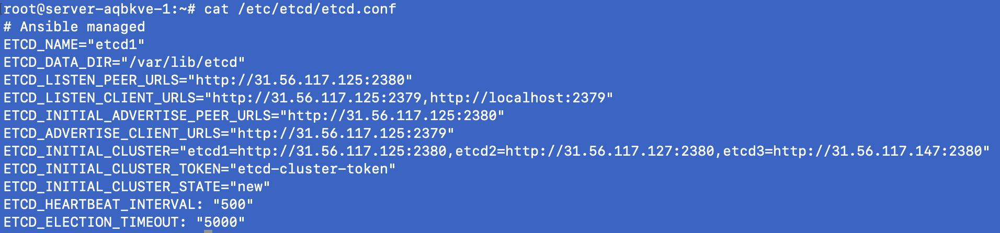 root@server-aqbkve-1:~# cat /etc/etcd/etcd.conf
# Ansible managed
ETCD_NAME="etcd1"
ETCD_DATA_DIR="/var/lib/etcd"
ETCD_LISTEN_PEER_URLS="http://31.56.117.125:2380"
ETCD_LISTEN_CLIENT_URLS="http://31.56.117.125:2379,http://localhost:2379"
ETCD_INITIAL_ADVERTISE_PEER_URLS="http://31.56.117.125:2380"
ETCD_ADVERTISE_CLIENT_URLS="http://31.56.117.125:2379"
ETCD_INITIAL_CLUSTER="etcd1=http://31.56.117.125:2380,etcd2=http://31.56.117.127:2380,etcd3=http://31.56.117.147:2380"
ETCD_INITIAL_CLUSTER_TOKEN="etcd-cluster-token"
ETCD_INITIAL_CLUSTER_STATE="new"
ETCD_HEARTBEAT_INTERVAL: "500"
ETCD_ELECTION_TIMEOUT: "5000"